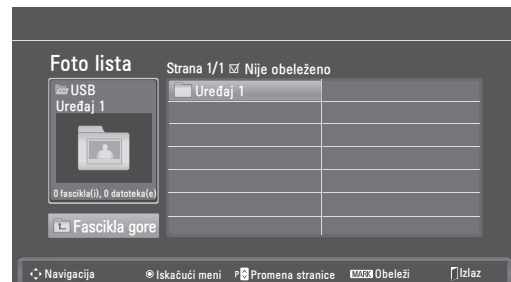 Foto lista
Strana 1/1 ☑ Nije obeleženo
USB
Uređaj 1
Uređaj 1
0 fascikla(i), 0 datoteka(e)
Fascikla gore
Navigacija Iskačući meni P Promena stranice MARK Obeleži Izlaz